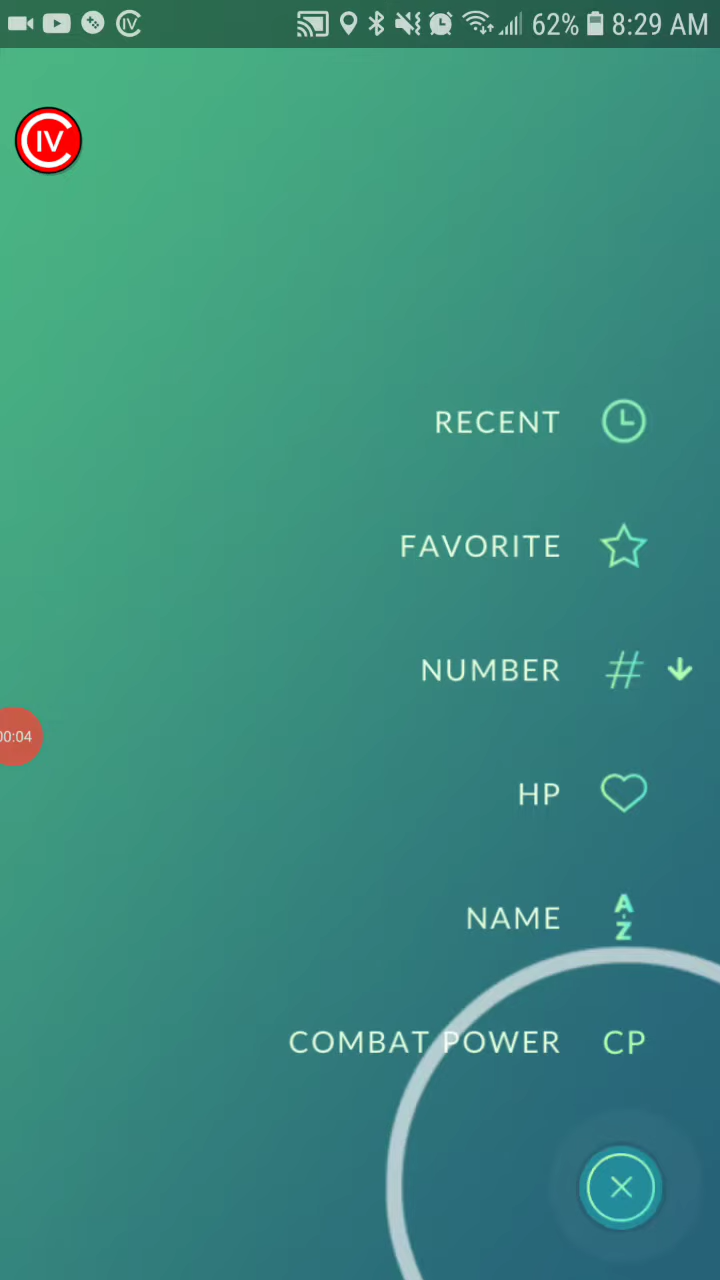 62% 8:29 AM
IV
RECENT
FAVORITE
NUMBER #
00:04
HP
NAME A-Z
COMBAT POWER CP